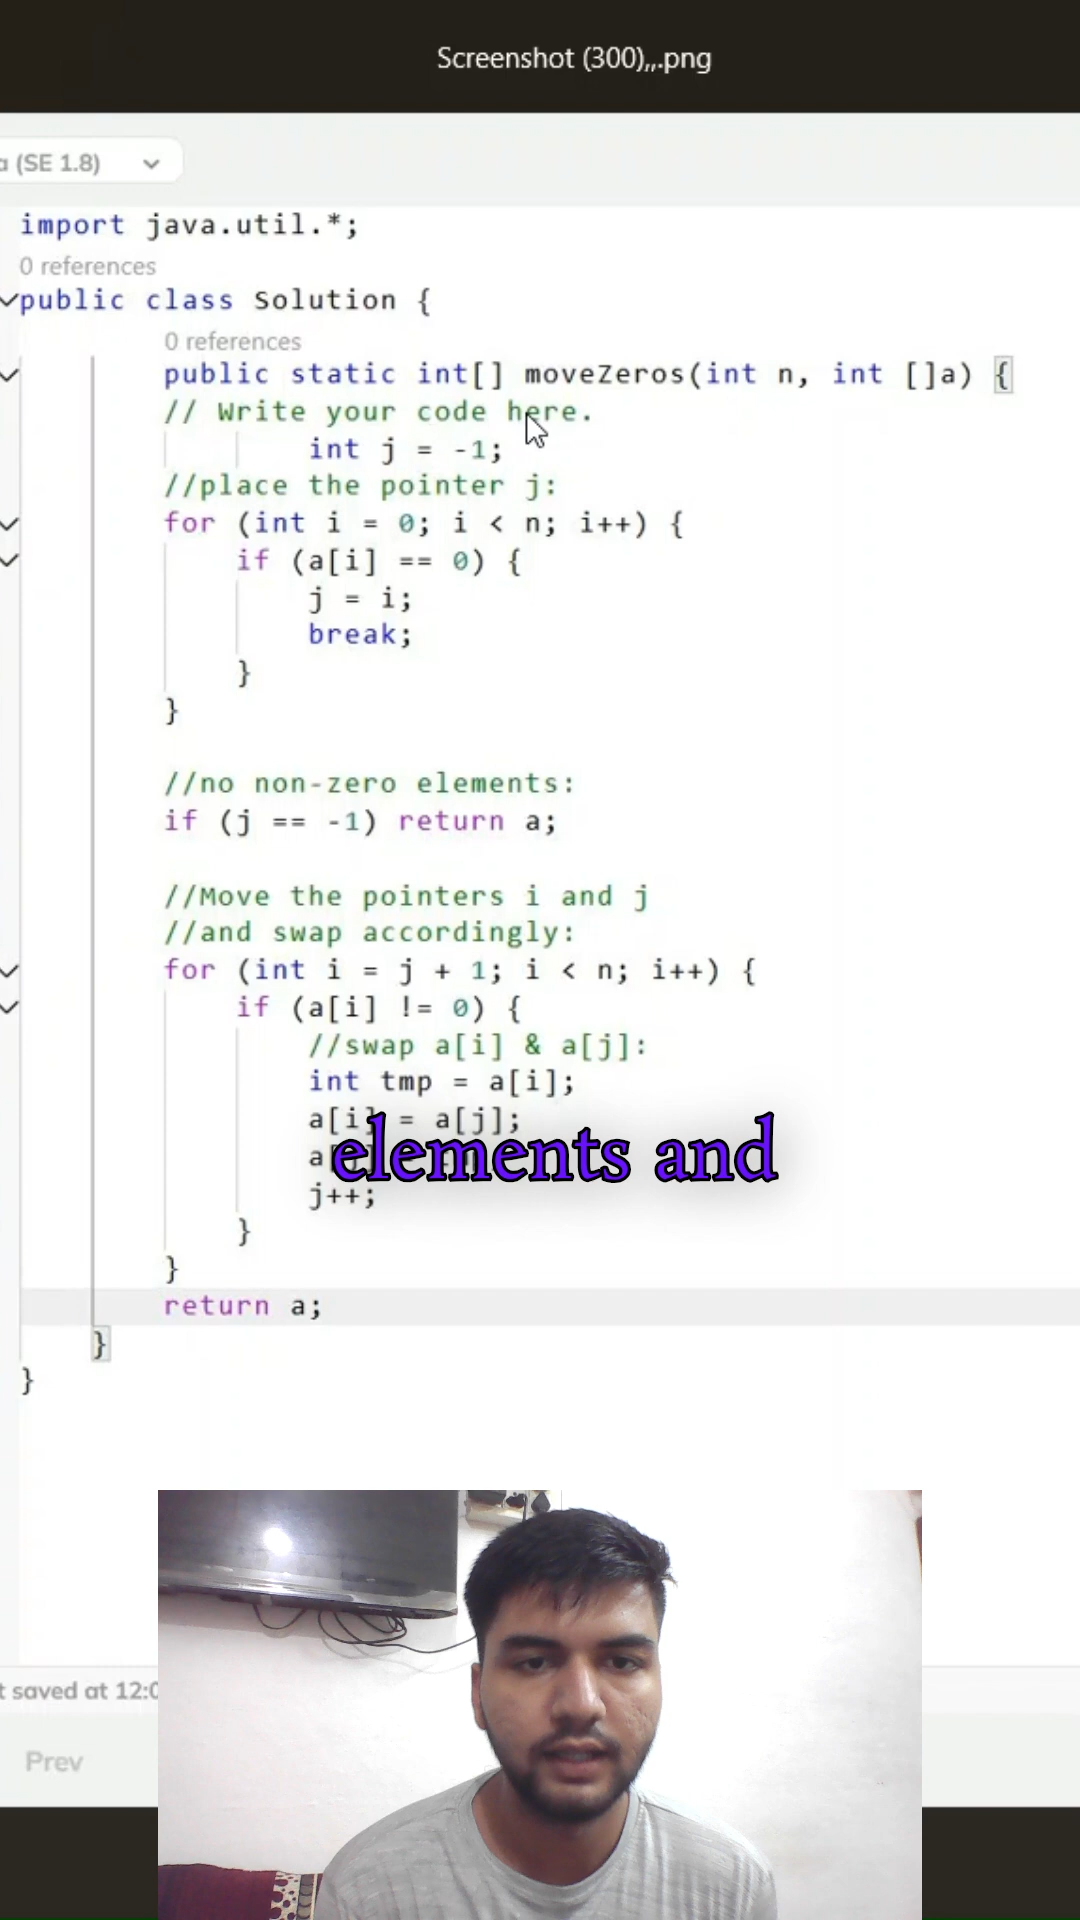 Screenshot (300),,.png
a (SE 1.8)
import java.util.*;
0 references
public class Solution {
0 references
public static int[] moveZeros(int n, int []a) {
// Write your code here.
int j = -1;
//place the pointer j:
for (int i = 0; i < n; i++) {
if (a[i] == 0) {
j = i;
break;
}
}
//no non-zero elements:
if (j == -1) return a;
//Move the pointers i and j
//and swap accordingly:
for (int i = j + 1; i < n; i++) {
if (a[i] != 0) {
//swap a[i] & a[j]:
int tmp = a[i];
a[i] = a[j];
elements and
j++;
}
}
return a;
}
}
t saved at 12:0
Prev